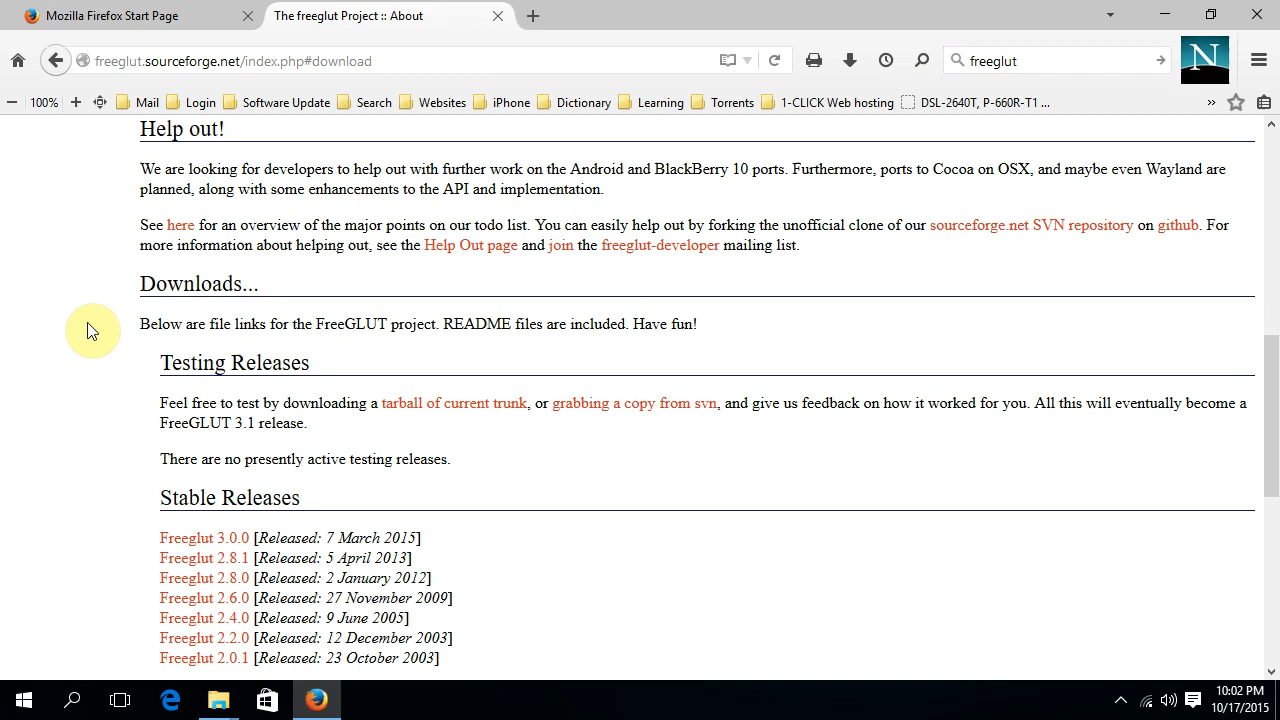 Mozilla Firefox Start Page
The freeglut Project :: About
freeglut.sourceforge.net/index.php#download
freeglut
N
100%
Mail
Login
Software Update
Search
Websites
iPhone
Dictionary
Learning
Torrents
1-CLICK Web hosting
DSL-2640T, P-660R-T1 ...
Help out!
We are looking for developers to help out with further work on the Android and BlackBerry 10 ports. Furthermore, ports to Cocoa on OSX, and maybe even Wayland are
planned, along with some enhancements to the API and implementation.
See here for an overview of the major points on our todo list. You can easily help out by forking the unofficial clone of our sourceforge.net SVN repository on github. For
more information about helping out, see the Help Out page and join the freeglut-developer mailing list.
Downloads...
Below are file links for the FreeGLUT project. README files are included. Have fun!
Testing Releases
Feel free to test by downloading a tarball of current trunk, or grabbing a copy from svn, and give us feedback on how it worked for you. All this will eventually become a
FreeGLUT 3.1 release.
There are no presently active testing releases.
Stable Releases
Freeglut 3.0.0 [Released: 7 March 2015]
Freeglut 2.8.1 [Released: 5 April 2013]
Freeglut 2.8.0 [Released: 2 January 2012]
Freeglut 2.6.0 [Released: 27 November 2009]
Freeglut 2.4.0 [Released: 9 June 2005]
Freeglut 2.2.0 [Released: 12 December 2003]
Freeglut 2.0.1 [Released: 23 October 2003]
10:02 PM
10/17/2015